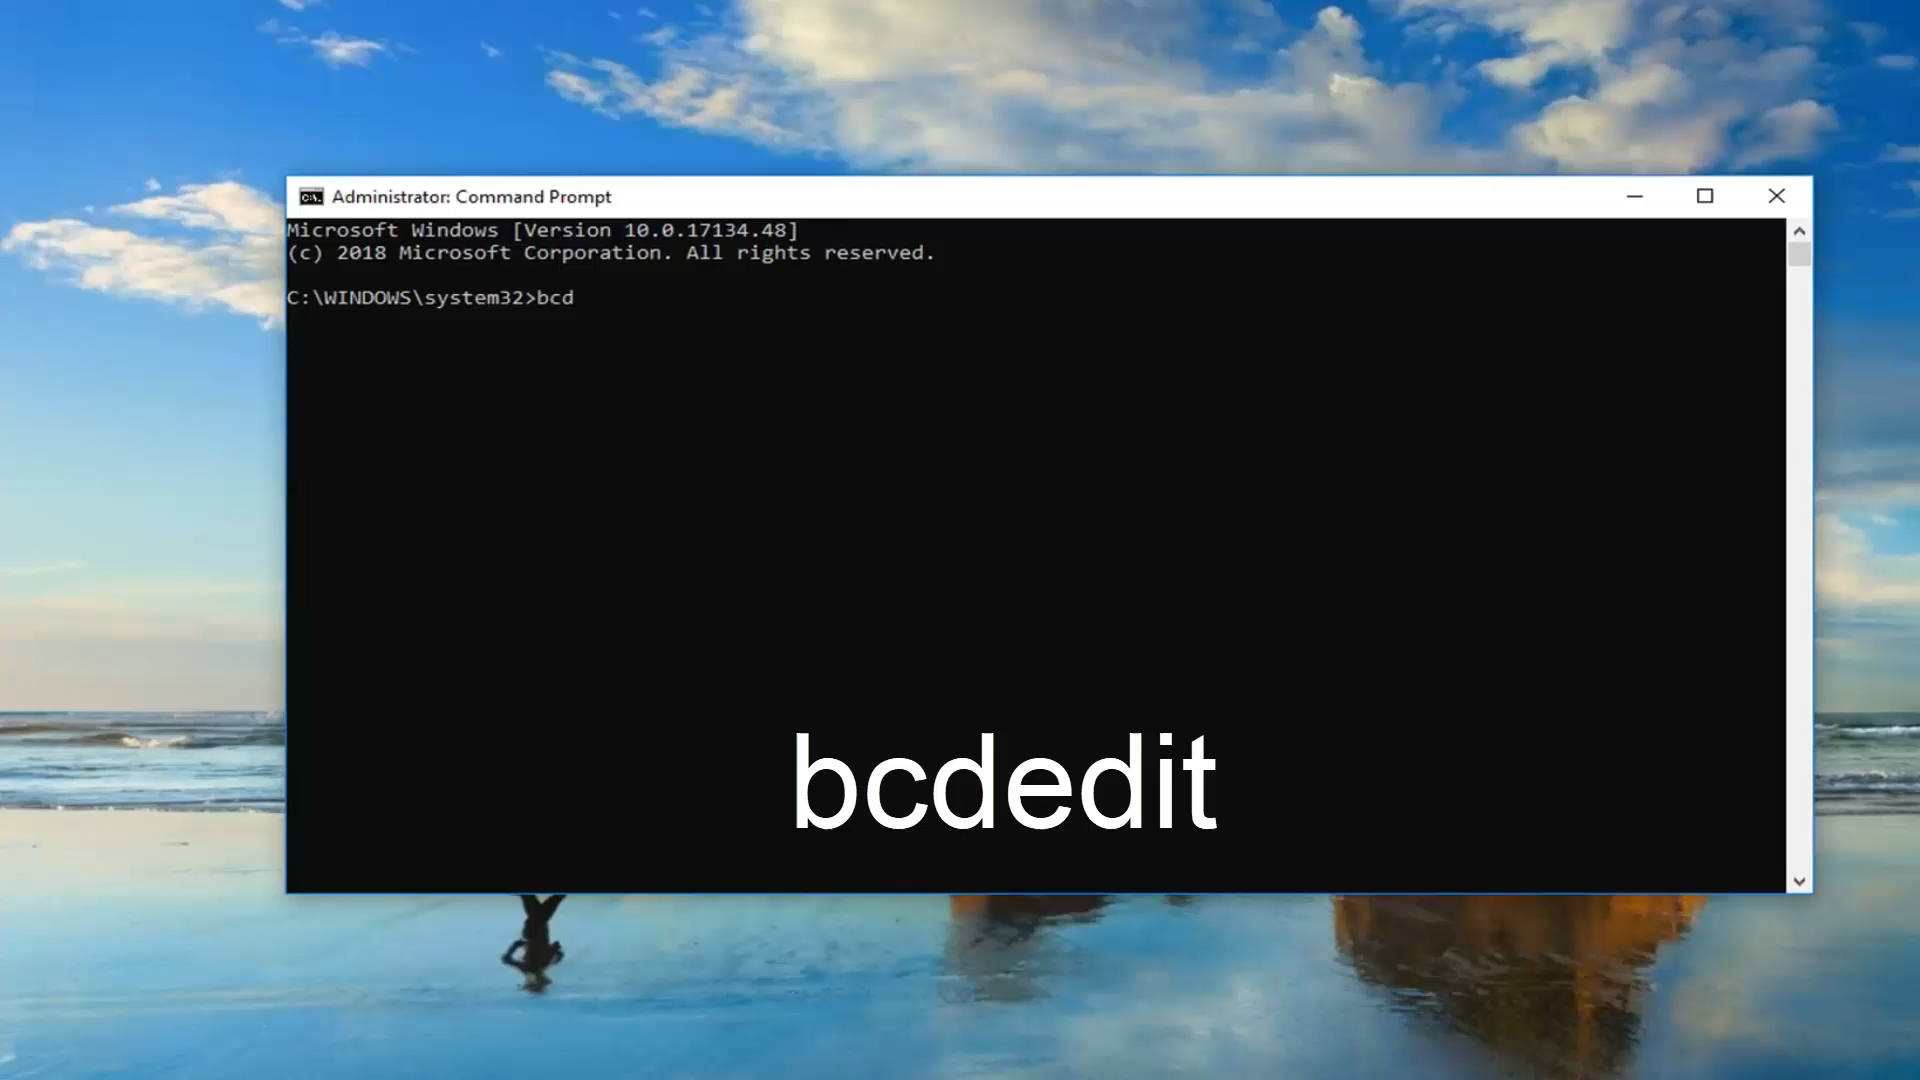 Administrator: Command Prompt
Microsoft Windows [Version 10.0.17134.48]
(c) 2018 Microsoft Corporation. All rights reserved.
C:\WINDOWS\system32>bcd
bcdedit